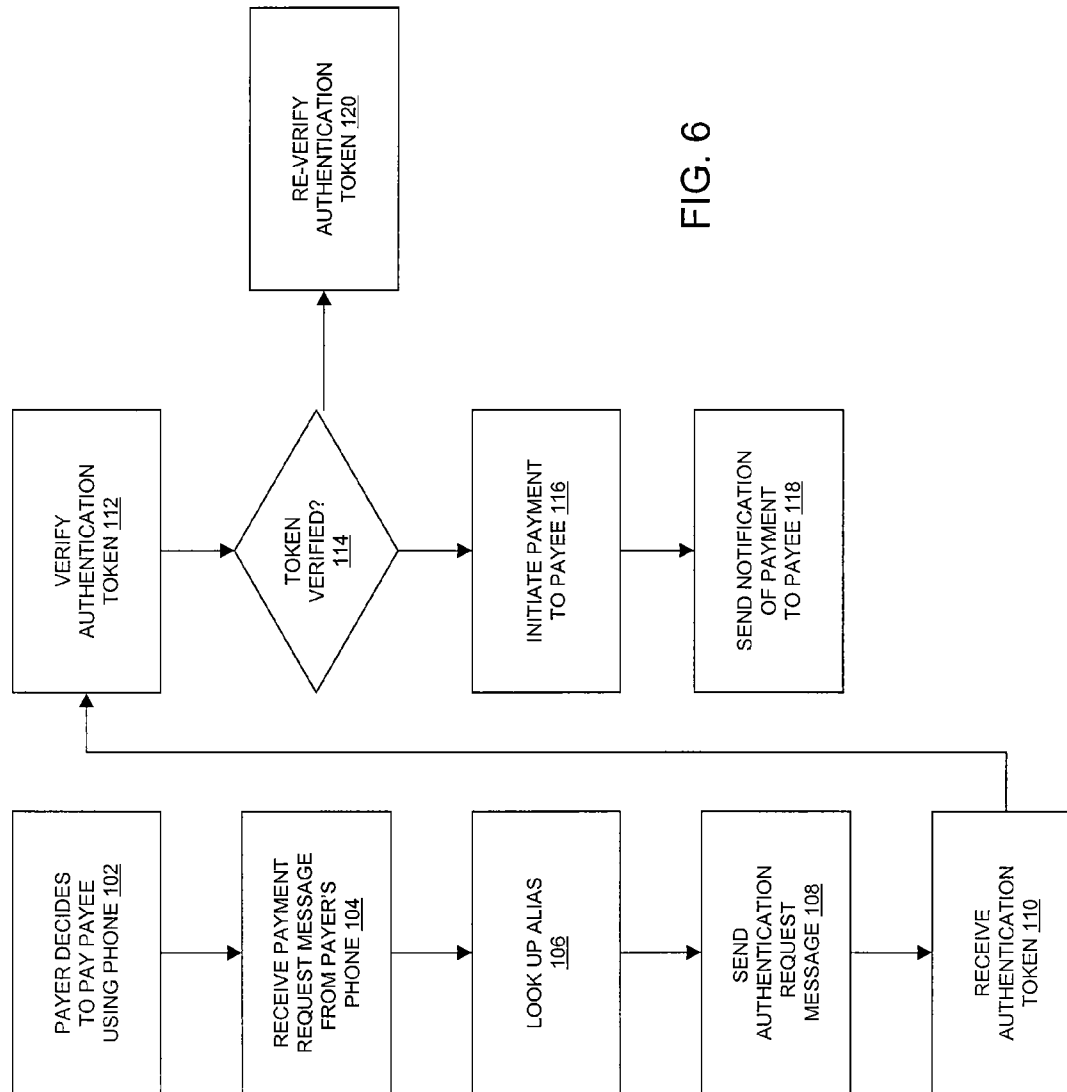 PAYER DECIDES
TO PAY PAYEE
USING PHONE 102
RECEIVE PAYMENT
REQUEST MESSAGE
FROM PAYER'S
PHONE 104
LOOK UP ALIAS
106
SEND
AUTHENTICATION
REQUEST
MESSAGE 108
RECEIVE
AUTHENTICATION
TOKEN 110
VERIFY
AUTHENTICATION
TOKEN 112
TOKEN
VERIFIED?
114
INITIATE PAYMENT
TO PAYEE 116
SEND NOTIFICATION
OF PAYMENT
TO PAYEE 118
RE-VERIFY
AUTHENTICATION
TOKEN 120
FIG. 6